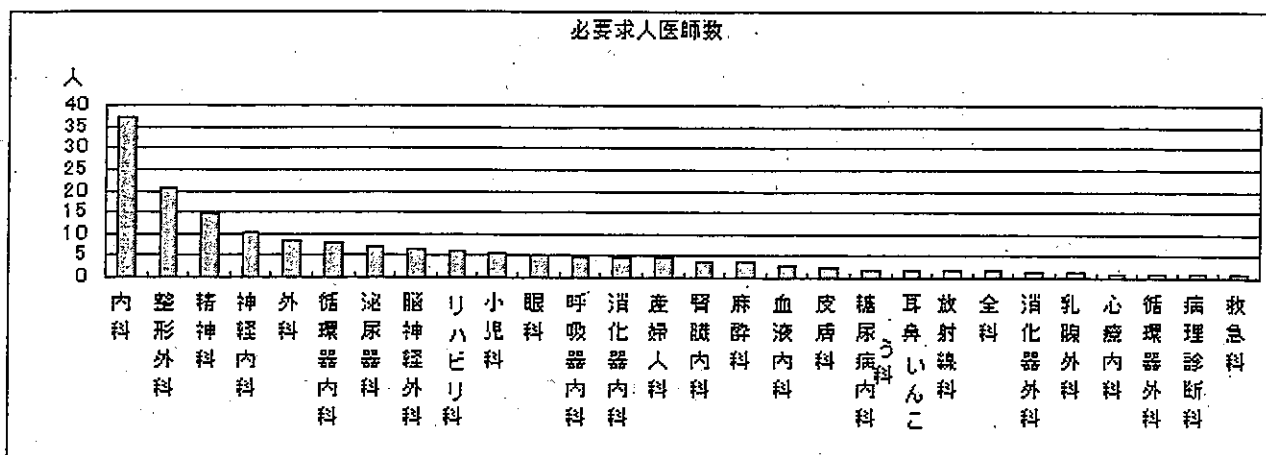 必要求人医師数
人
40
35
30
25
20
15
10
5
0
内科
整形外科
精神科
神経内科
外科
循環器内科
泌尿器科
脳神経外科
リハビリ科
小児科
眼科
呼吸器内科
消化器内科
産婦人科
腎臓内科
麻酔科
血液内科
皮膚科
糖尿病内科
耳鼻いんこう科
放射線科
全科
消化器外科
乳腺外科
心療内科
循環器外科
病理診断科
救急科